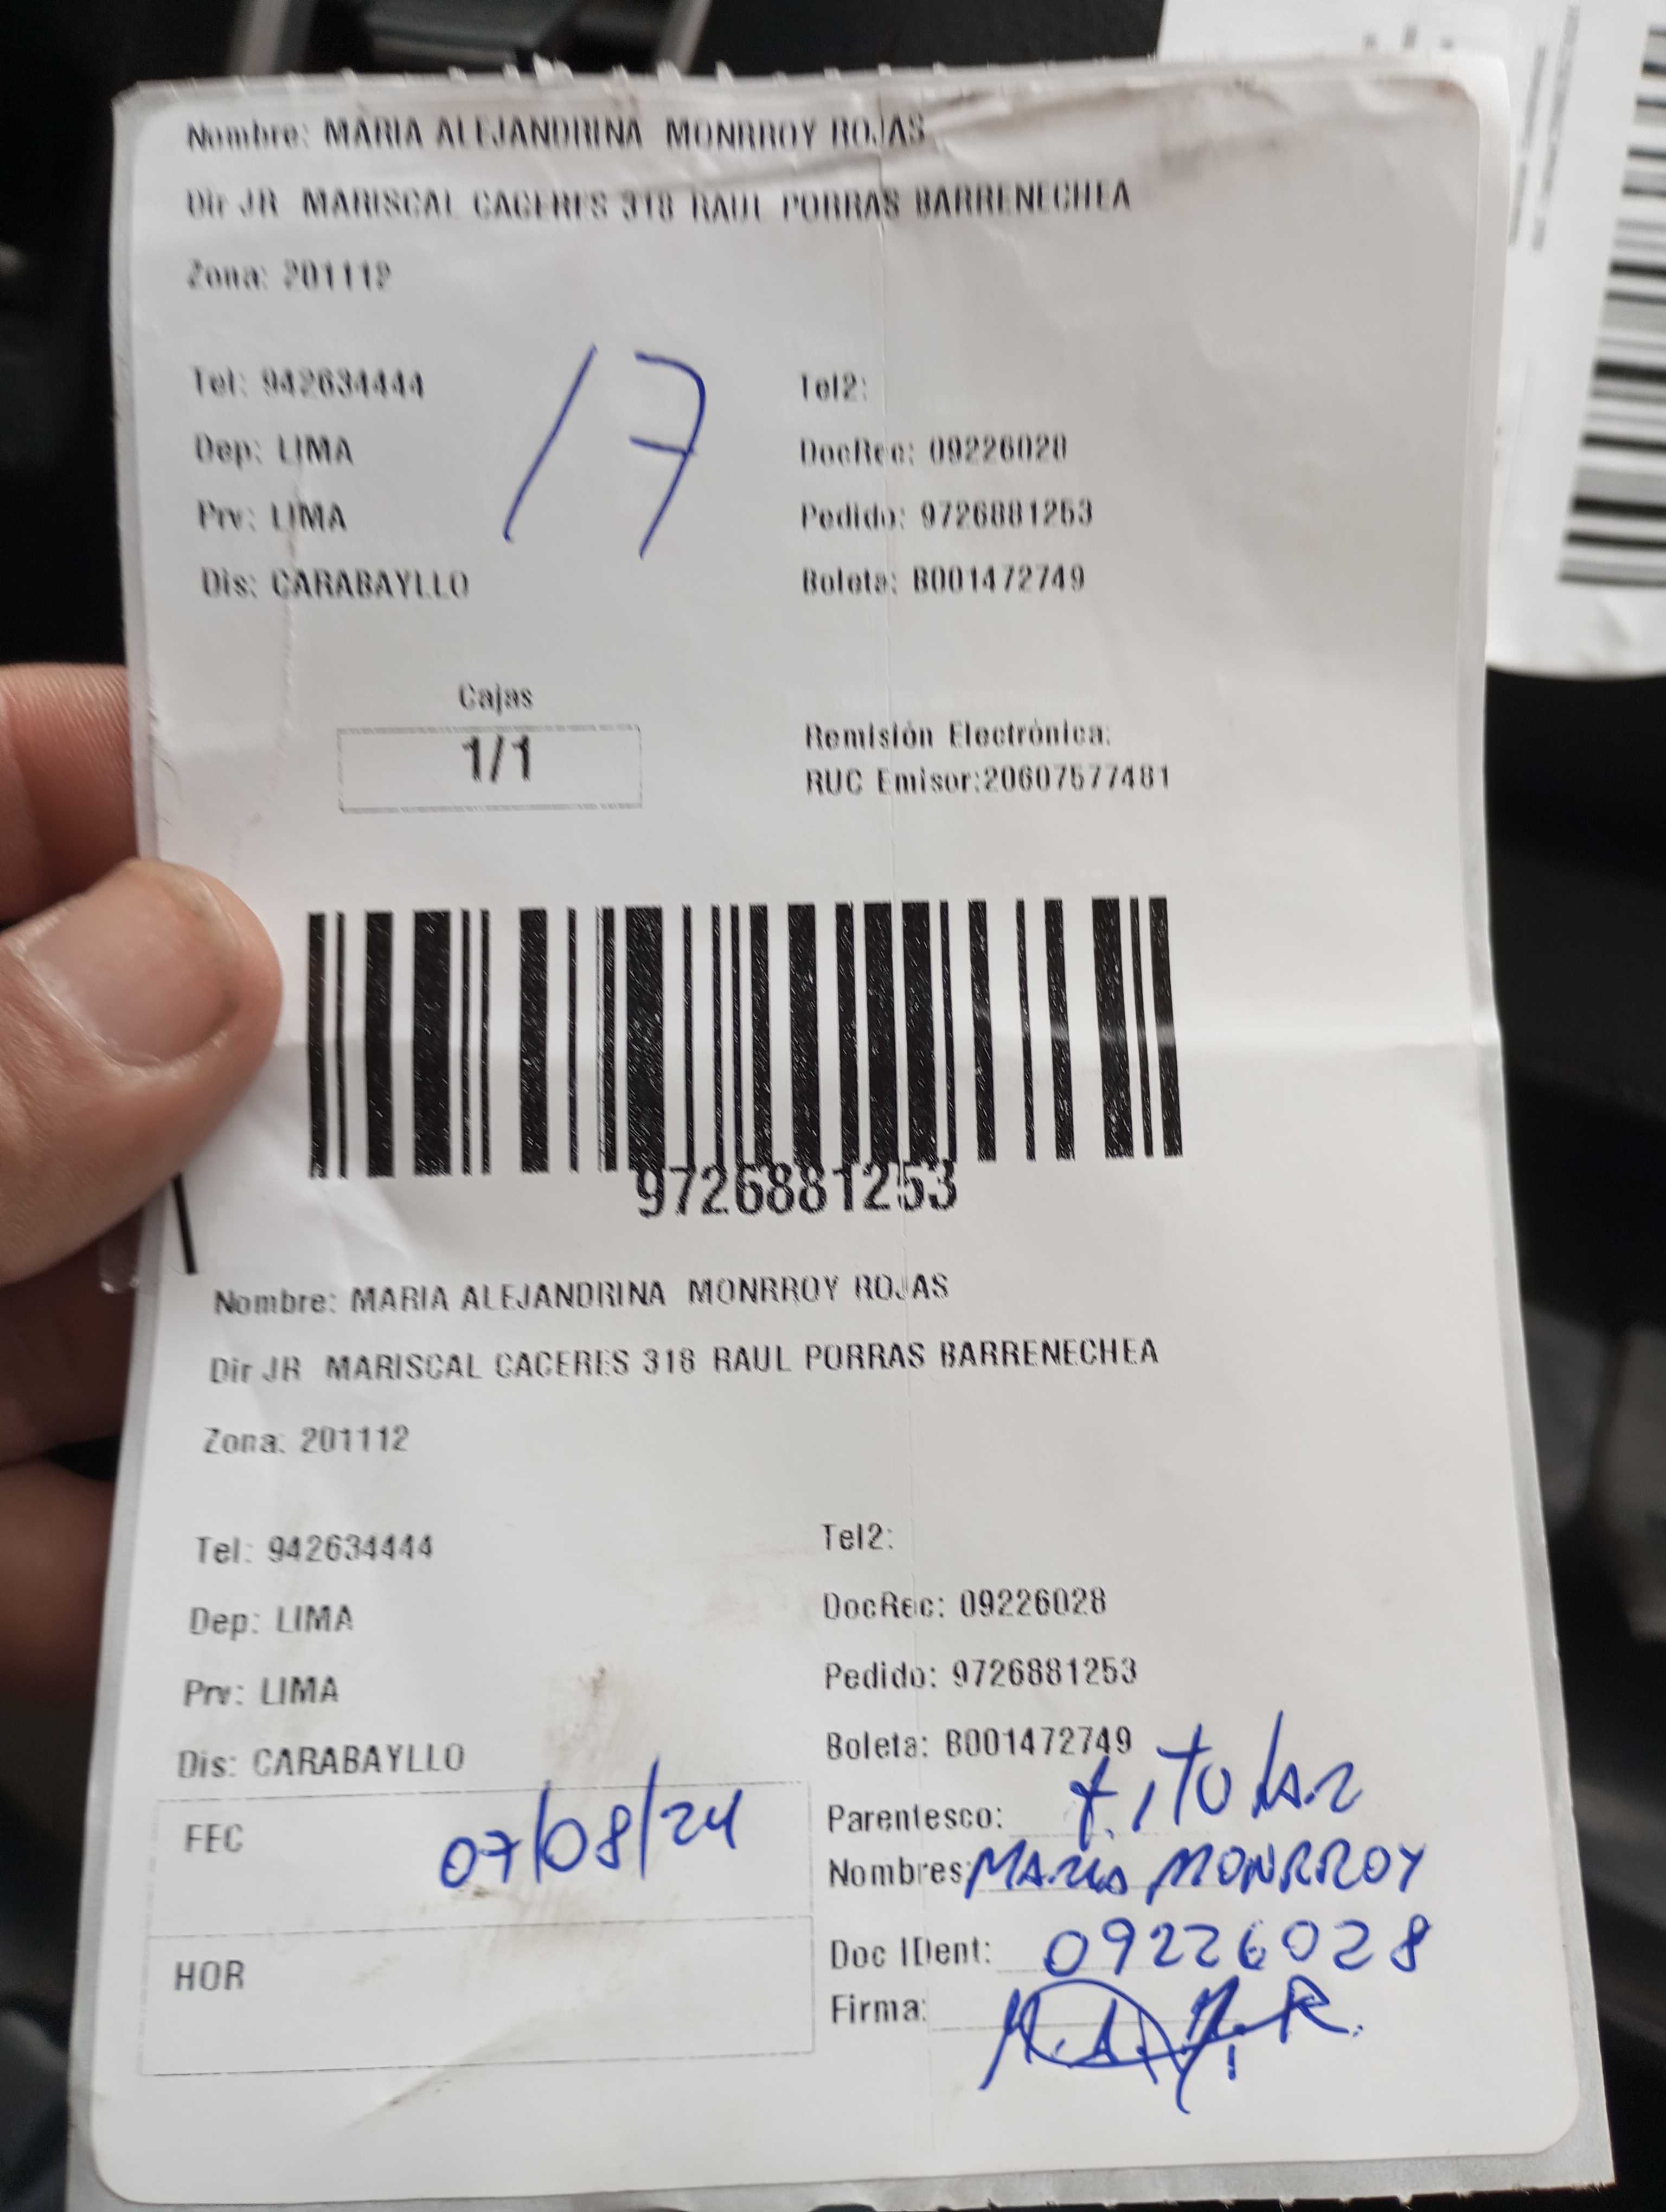 Nombre: MARIA ALEJANDRINA MONRROY ROJAS
Dir JR MARISCAL CACERES 318 RAUL PORRAS BARRENECHEA
Zona: 201112
Tel: 942634444
Tel2:
17
Dep: LIMA
DocRec: 09226028
Prv: LIMA
Pedido: 9726881253
Dis: CARABAYLLO
Boleta: B001472749
Cajas
1/1
Remisión Electrónica:
RUC Emisor:20607577481
9726881253
Nombre: MARIA ALEJANDRINA MONRROY ROJAS
Dir JR MARISCAL CACERES 318 RAUL PORRAS BARRENECHEA
Zona: 201112
Tel: 942634444
Tel2:
Dep: LIMA
DocRec: 09226028
Prv: LIMA
Pedido: 9726881253
Dis: CARABAYLLO
Boleta: B001472749
FEC 07/08/24
Parentesco: titular
Nombres: MARIA MONRROY
HOR
Doc IDent: 09226028
Firma: M.A.M.R.